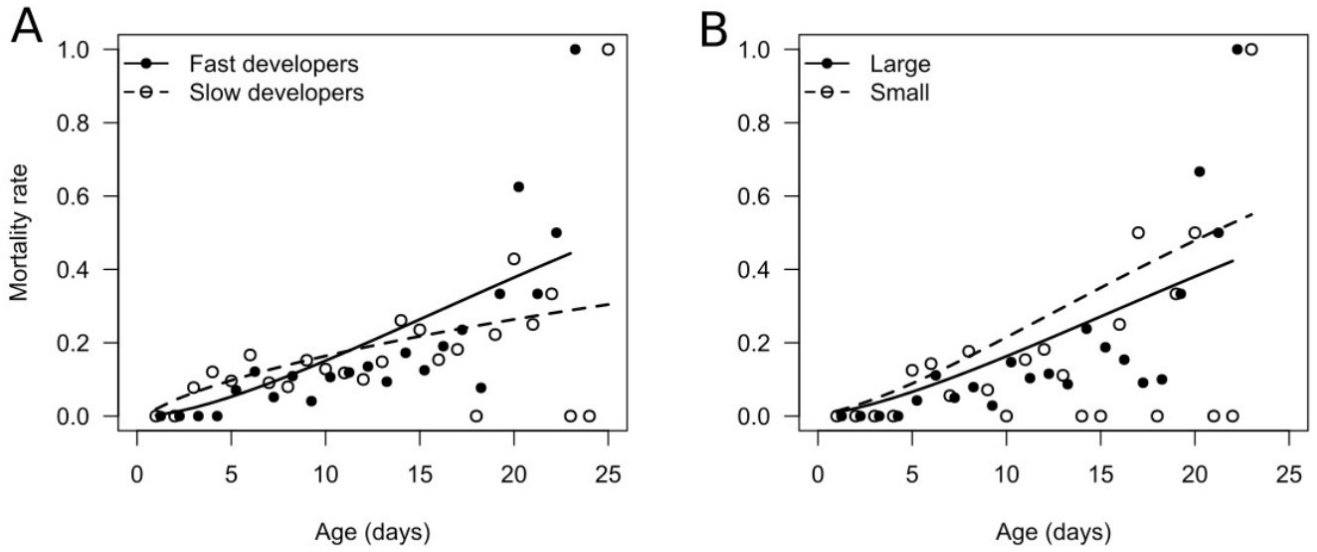 A
Mortality rate
1.0
0.8
0.6
0.4
0.2
0.0
Fast developers
Slow developers
0 5 10 15 20 25
Age (days)
B
1.0
0.8
0.6
0.4
0.2
0.0
Large
Small
0 5 10 15 20 25
Age (days)